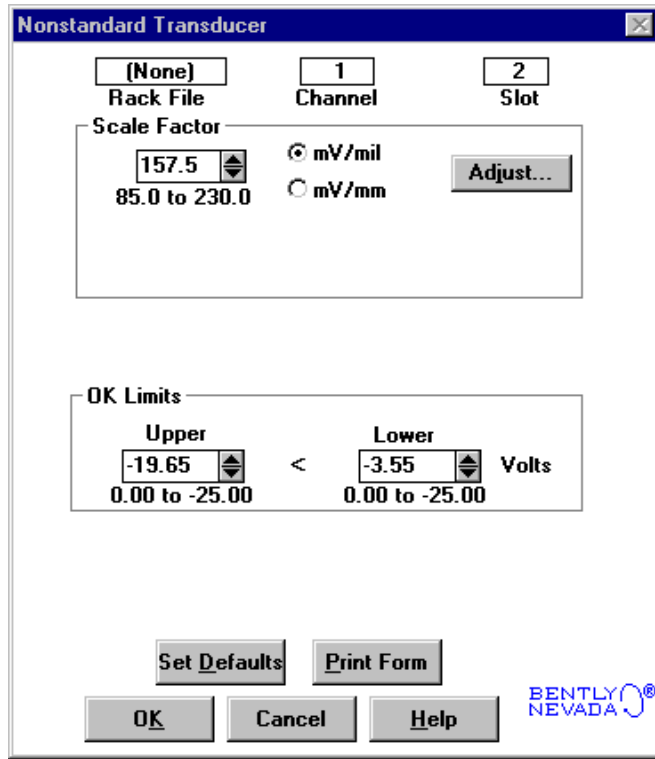 Nonstandard Transducer
(None) 1 2
Rack File Channel Slot
Scale Factor
157.5 mV/mil Adjust...
85.0 to 230.0 mV/mm
OK Limits
Upper Lower
-19.65 < -3.55 Volts
0.00 to -25.00 0.00 to -25.00
Set Defaults Print Form
OK Cancel Help
BENTLY
NEVADA ®